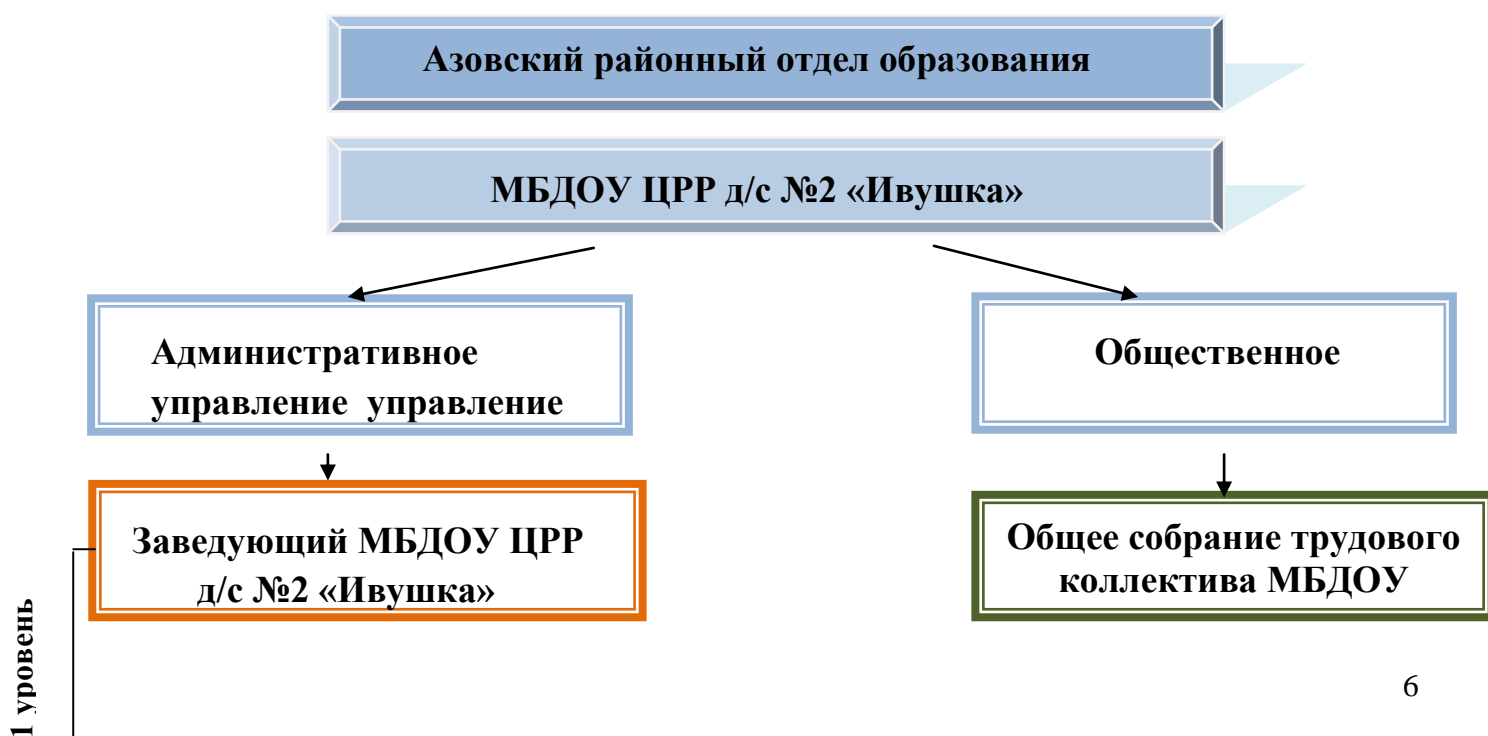 Азовский районный отдел образования
МБДОУ ЦРР д/с №2 «Ивушка»
Административное
управление управление
Общественное
Заведующий МБДОУ ЦРР
д/с №2 «Ивушка»
Общее собрание трудового
коллектива МБДОУ
1 уровень
6